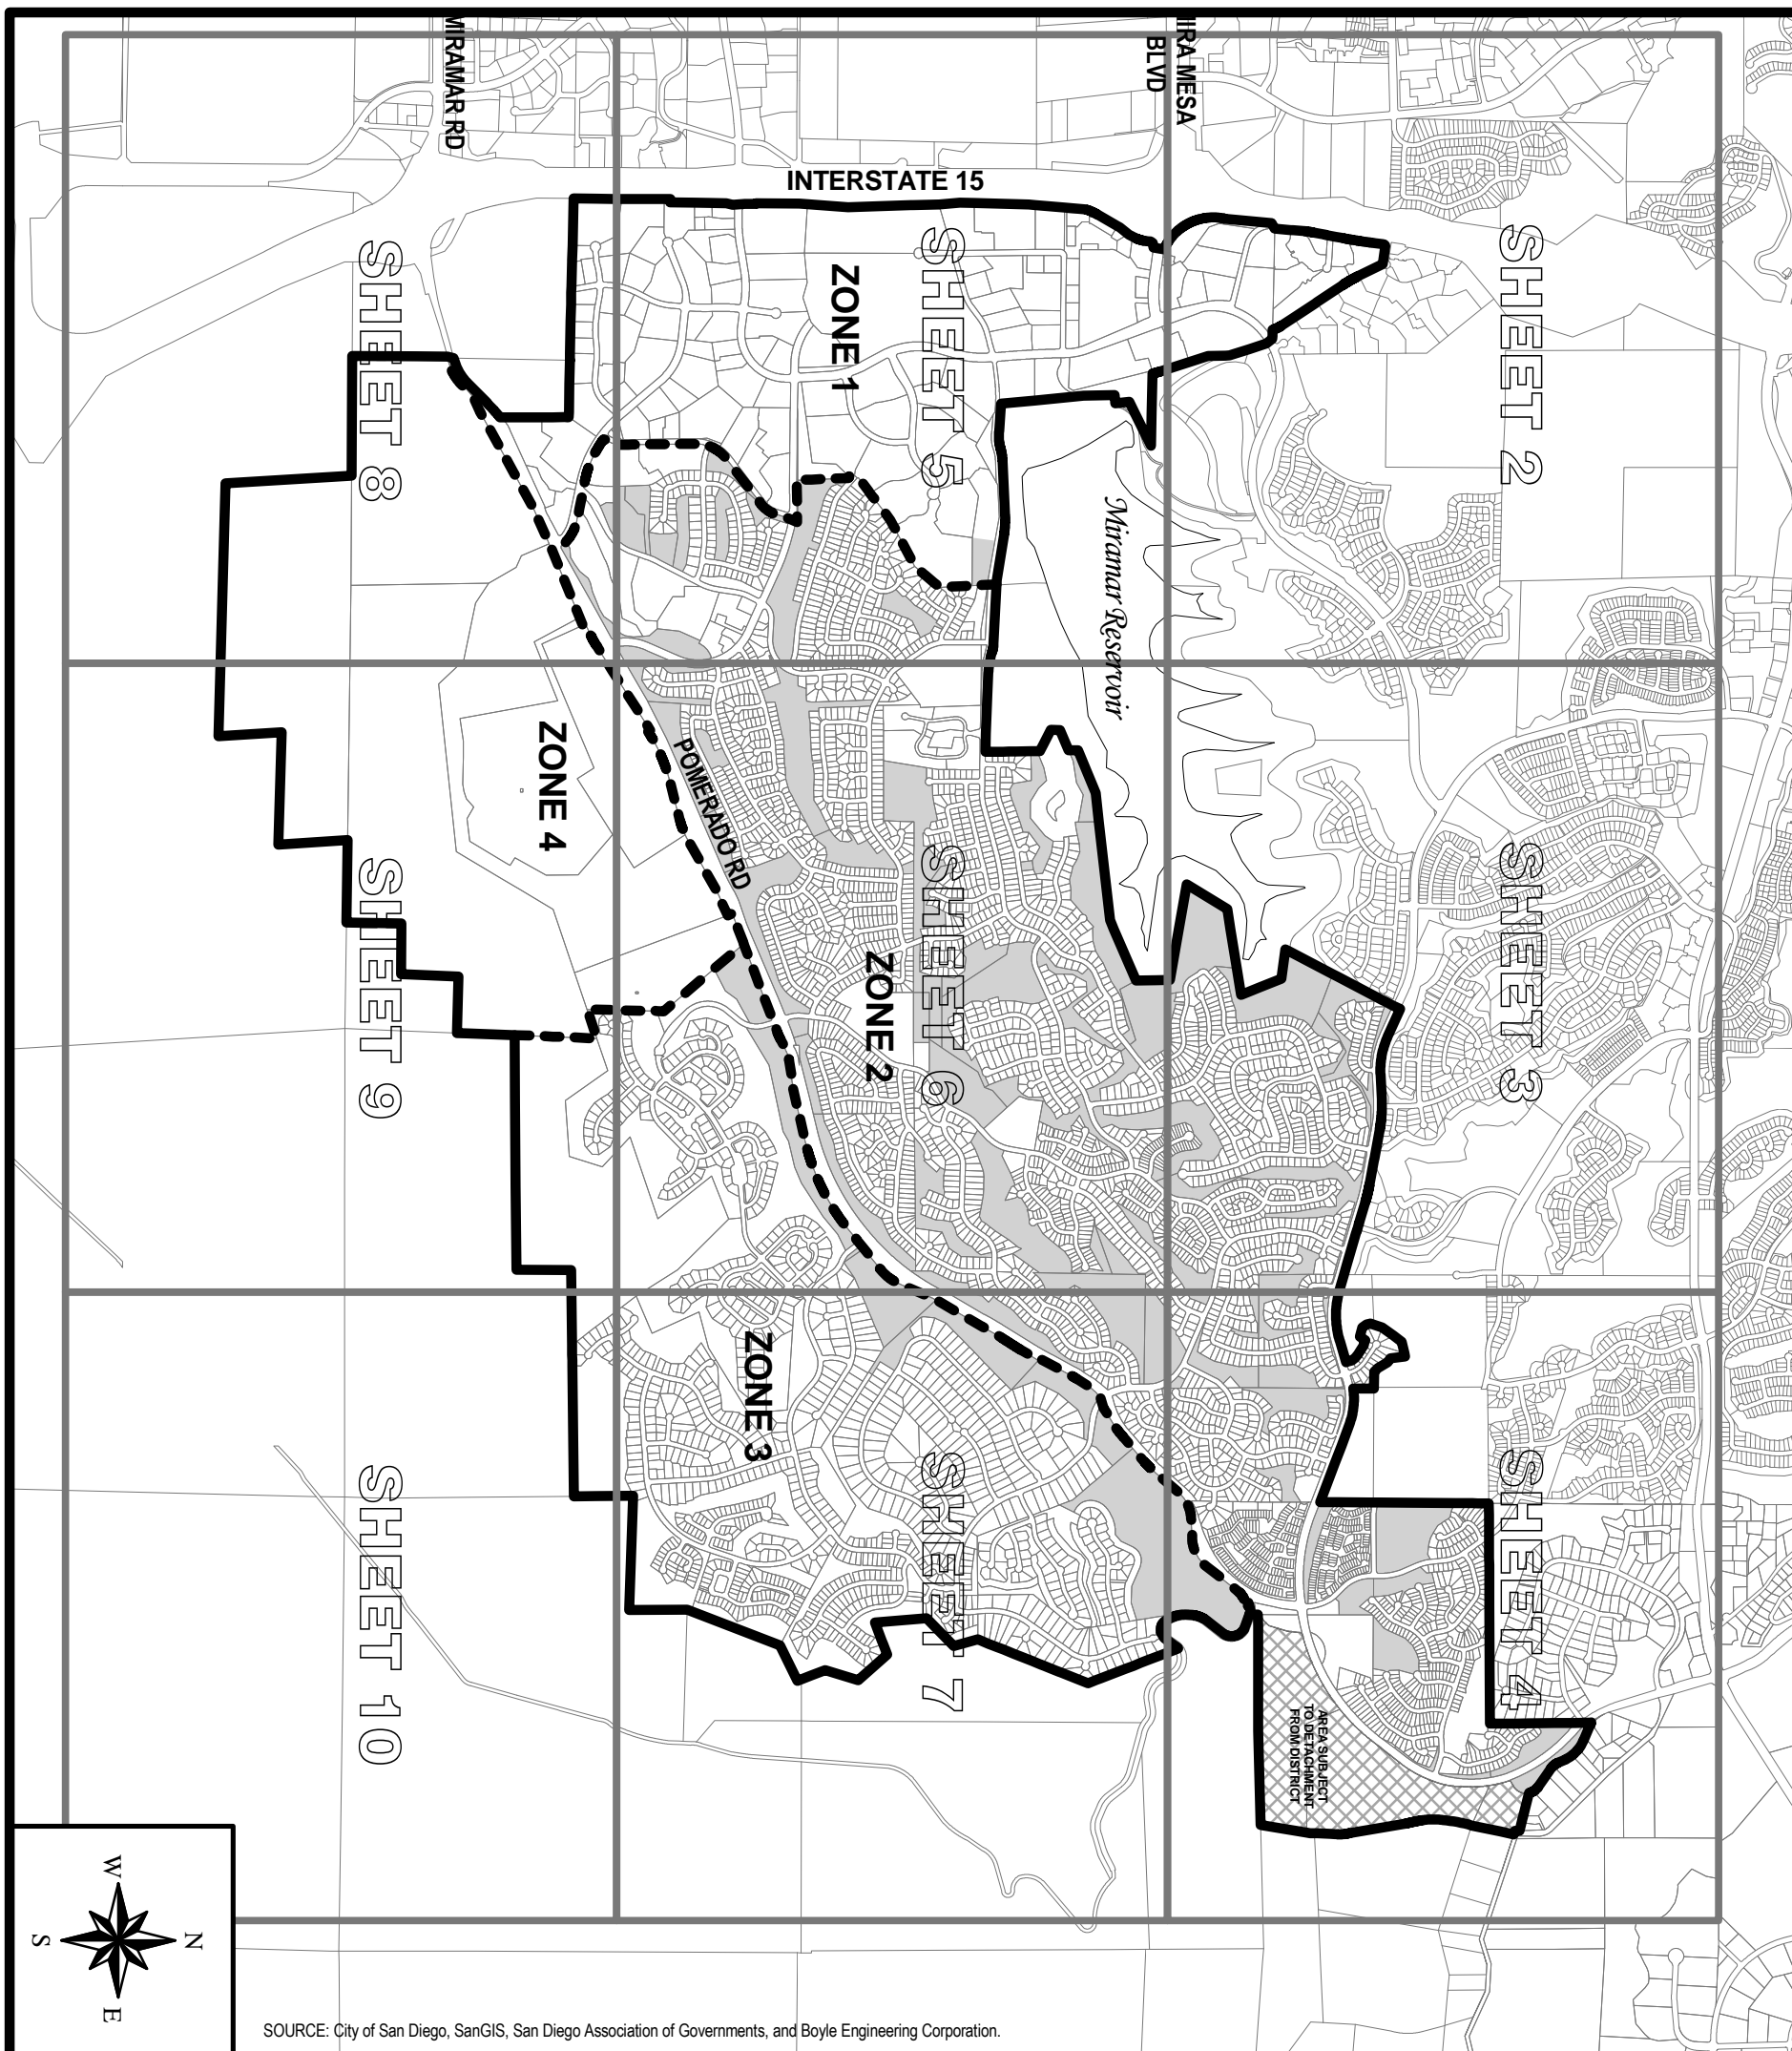 MIRAMAR RD
IRA MESA
BLVD
INTERSTATE 15
SHEET 8
ZONE 1
SHEET 5
SHEET 2
Miramar Reservoir
ZONE 4
POMERADO RD
SHEET 9
ZONE 2
SHEET 6
SHEET 3
ZONE 3
SHEET 10
SHEET 7
SHEET 4
AREA SUBJECT
TO DETACHMENT
FROM DISTRICT
W
N
S
E
SOURCE: City of San Diego, SanGIS, San Diego Association of Governments, and Boyle Engineering Corporation.